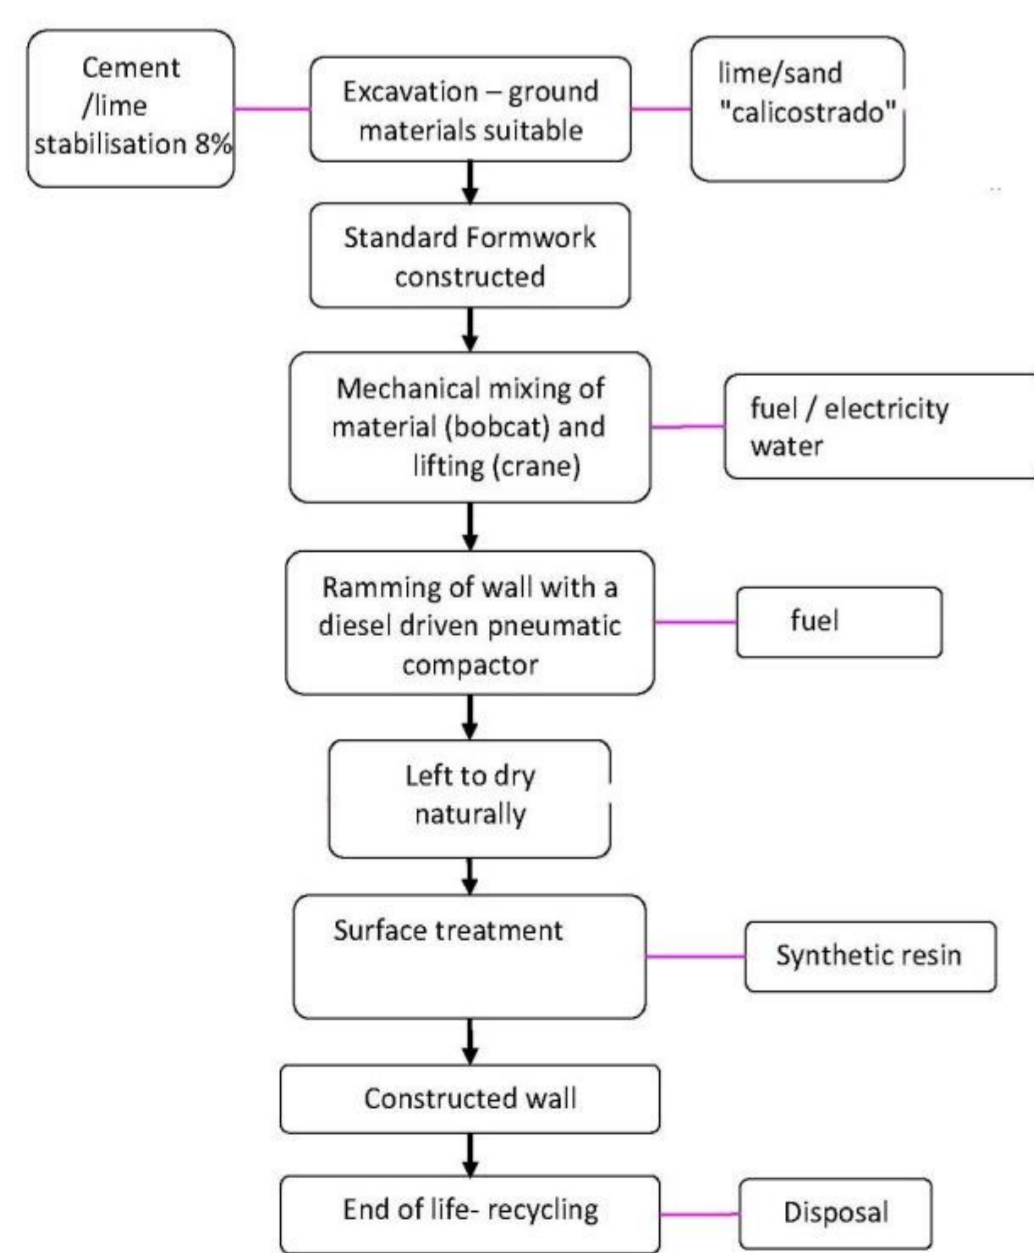 Cement
/lime
stabilisation 8%
Excavation – ground
materials suitable
lime/sand
"calicostrado"
Standard Formwork
constructed
Mechanical mixing of
material (bobcat) and
lifting (crane)
fuel / electricity
water
Ramming of wall with a
diesel driven pneumatic
compactor
fuel
Left to dry
naturally
Surface treatment
Synthetic resin
Constructed wall
End of life- recycling
Disposal